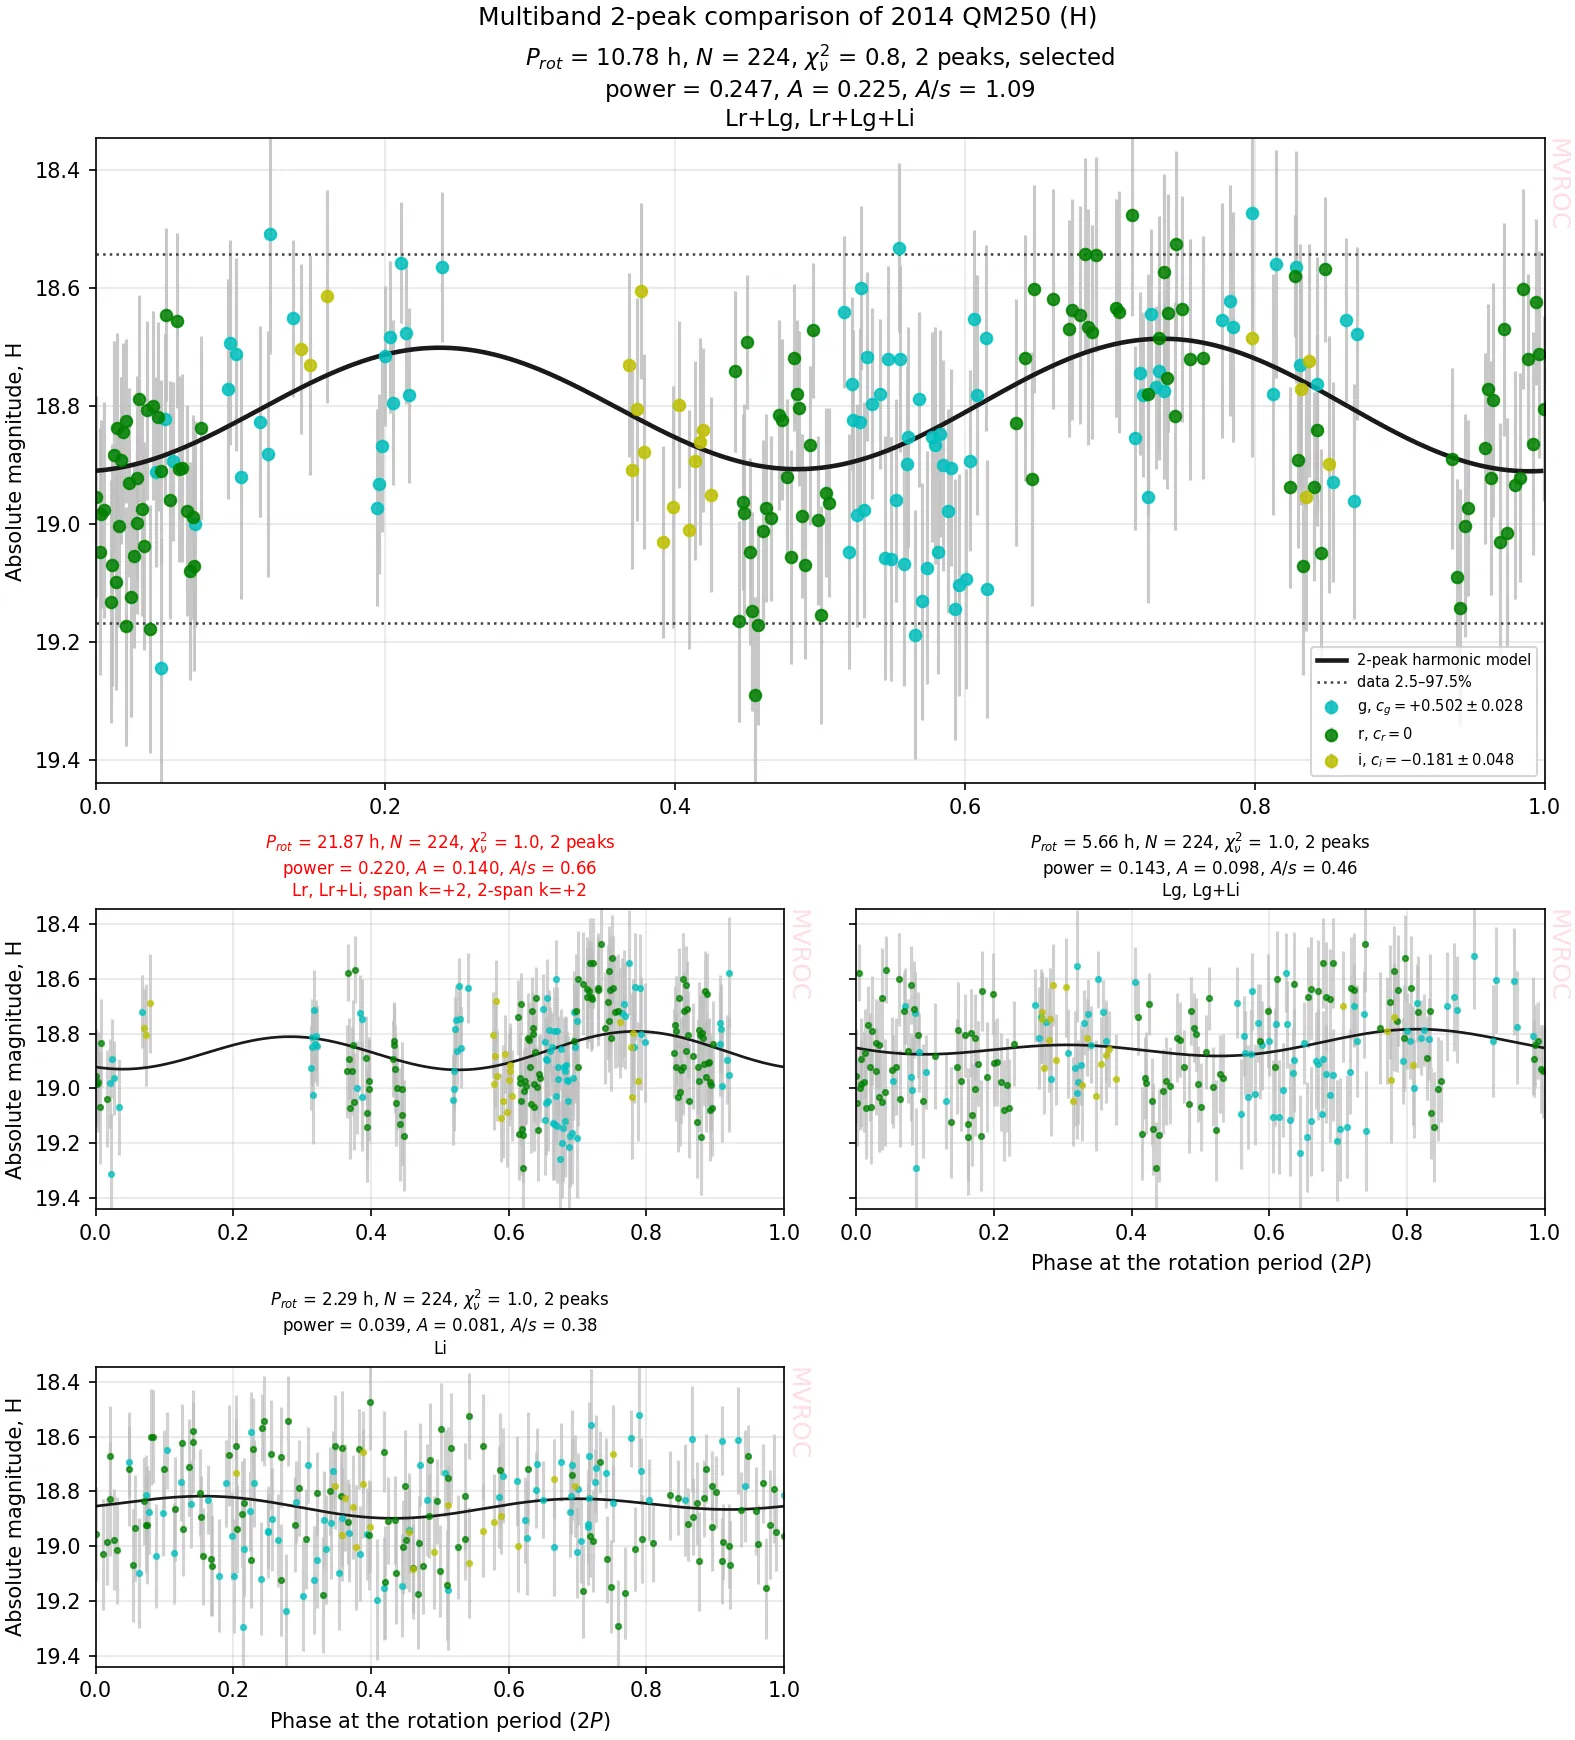 Multiband 2-peak comparison of 2014 QM250 (H)
P_rot = 10.78 h, N = 224, χ²_ν = 0.8, 2 peaks, selected
power = 0.247, A = 0.225, A/s = 1.09
Lr+Lg, Lr+Lg+Li
MVROC
Absolute magnitude, H
18.4
18.6
18.8
19.0
19.2
19.4
2-peak harmonic model
data 2.5–97.5%
g, c_g = +0.502 ± 0.028
r, c_r = 0
i, c_i = −0.181 ± 0.048
0.0 0.2 0.4 0.6 0.8 1.0
P_rot = 21.87 h, N = 224, χ²_ν = 1.0, 2 peaks
power = 0.220, A = 0.140, A/s = 0.66
Lr, Lr+Li, span k=+2, 2-span k=+2
MVROC
Absolute magnitude, H
18.4
18.6
18.8
19.0
19.2
19.4
0.0 0.2 0.4 0.6 0.8 1.0
P_rot = 5.66 h, N = 224, χ²_ν = 1.0, 2 peaks
power = 0.143, A = 0.098, A/s = 0.46
Lg, Lg+Li
MVROC
0.0 0.2 0.4 0.6 0.8 1.0
Phase at the rotation period (2P)
P_rot = 2.29 h, N = 224, χ²_ν = 1.0, 2 peaks
power = 0.039, A = 0.081, A/s = 0.38
Li
MVROC
Absolute magnitude, H
18.4
18.6
18.8
19.0
19.2
19.4
0.0 0.2 0.4 0.6 0.8 1.0
Phase at the rotation period (2P)